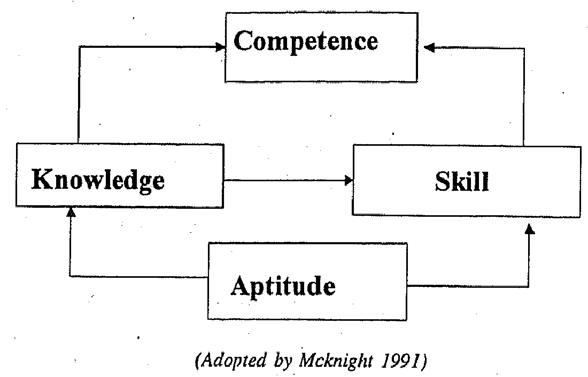 Competence
Knowledge
Skill
Aptitude
(Adopted by Mcknight 1991)